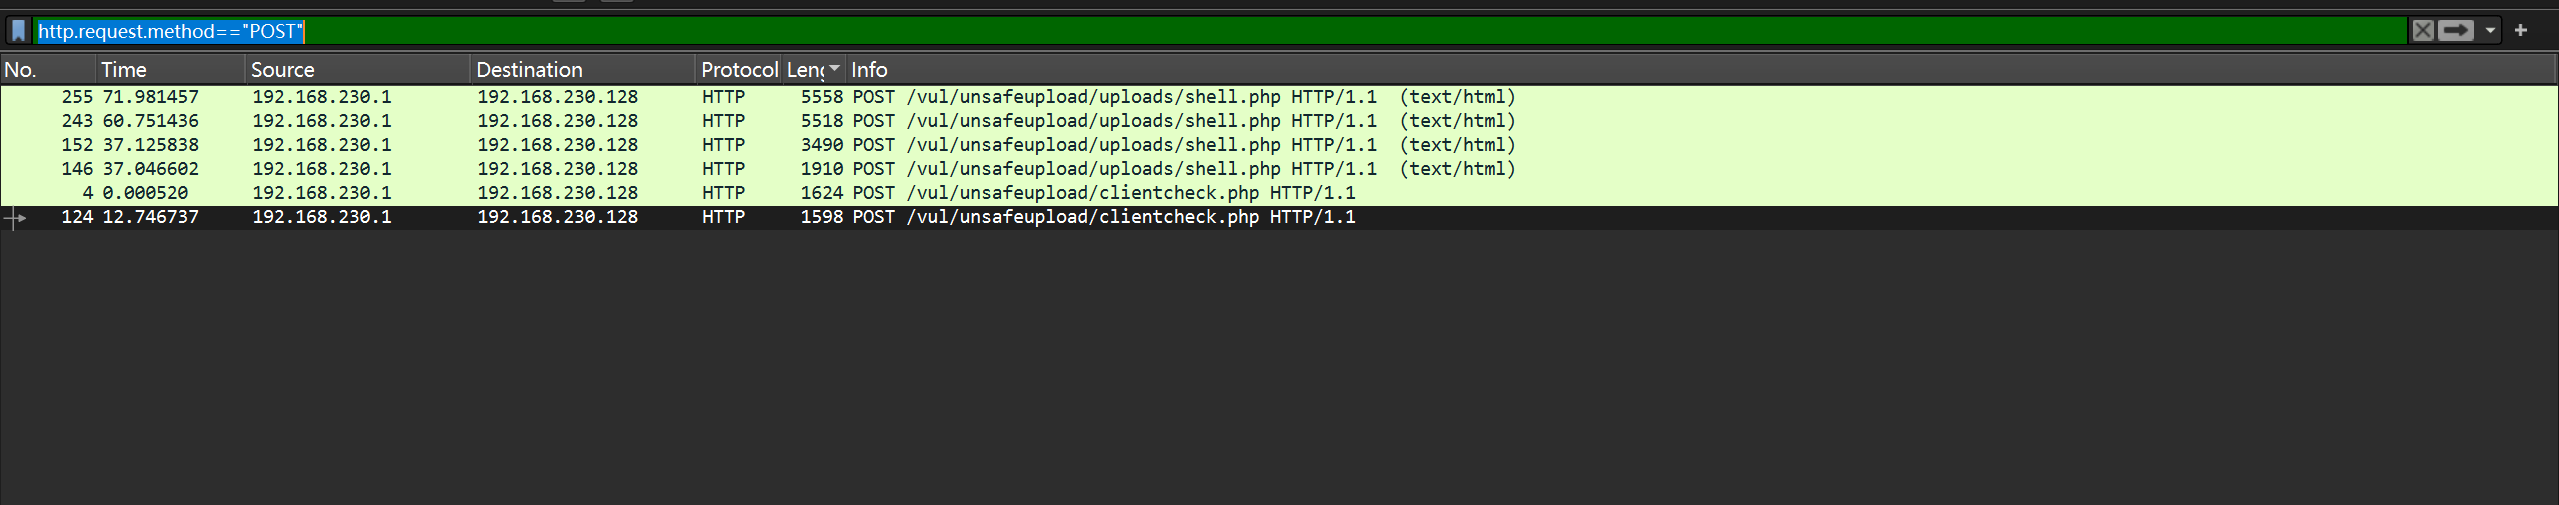 http.request.method=="POST"
No. Time Source Destination Protocol Leng Info
255 71.981457 192.168.230.1 192.168.230.128 HTTP 5558 POST /vul/unsafeupload/uploads/shell.php HTTP/1.1 (text/html)
243 60.751436 192.168.230.1 192.168.230.128 HTTP 5518 POST /vul/unsafeupload/uploads/shell.php HTTP/1.1 (text/html)
152 37.125838 192.168.230.1 192.168.230.128 HTTP 3490 POST /vul/unsafeupload/uploads/shell.php HTTP/1.1 (text/html)
146 37.046602 192.168.230.1 192.168.230.128 HTTP 1910 POST /vul/unsafeupload/uploads/shell.php HTTP/1.1 (text/html)
4 0.000520 192.168.230.1 192.168.230.128 HTTP 1624 POST /vul/unsafeupload/clientcheck.php HTTP/1.1
124 12.746737 192.168.230.1 192.168.230.128 HTTP 1598 POST /vul/unsafeupload/clientcheck.php HTTP/1.1